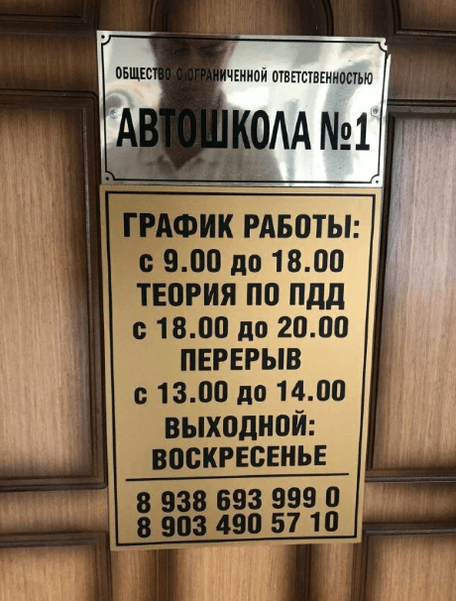 ОБЩЕСТВО С ОГРАНИЧЕННОЙ ОТВЕТСТВЕННОСТЬЮ
АВТОШКОЛА №1
ГРАФИК РАБОТЫ:
с 9.00 до 18.00
ТЕОРИЯ ПО ПДД
с 18.00 до 20.00
ПЕРЕРЫВ
с 13.00 до 14.00
ВЫХОДНОЙ:
ВОСКРЕСЕНЬЕ
8 938 693 999 0
8 903 490 57 10